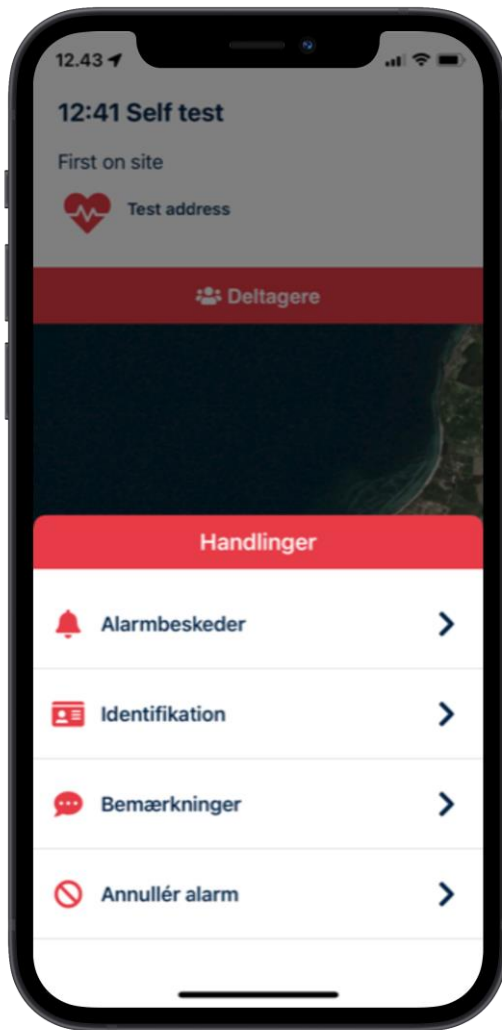 12.43
12:41 Self test
First on site
Test address
Deltagere
Handlinger
Alarmbeskeder
Identifikation
Bemærkninger
Annullér alarm